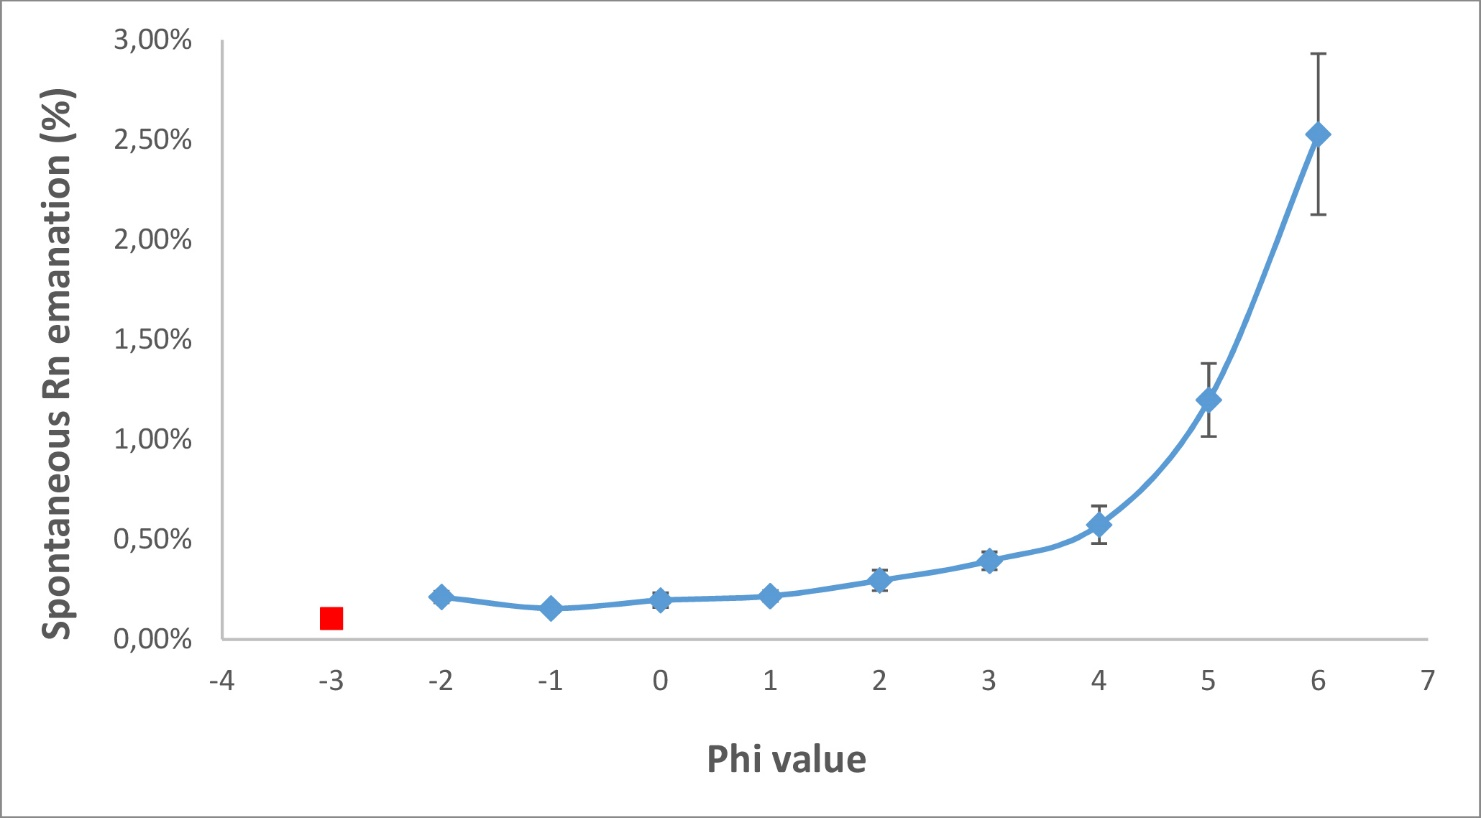 Spontaneous Rn emanation (%)
3,00%
2,50%
2,00%
1,50%
1,00%
0,50%
0,00%
-4 -3 -2 -1 0 1 2 3 4 5 6 7
Phi value